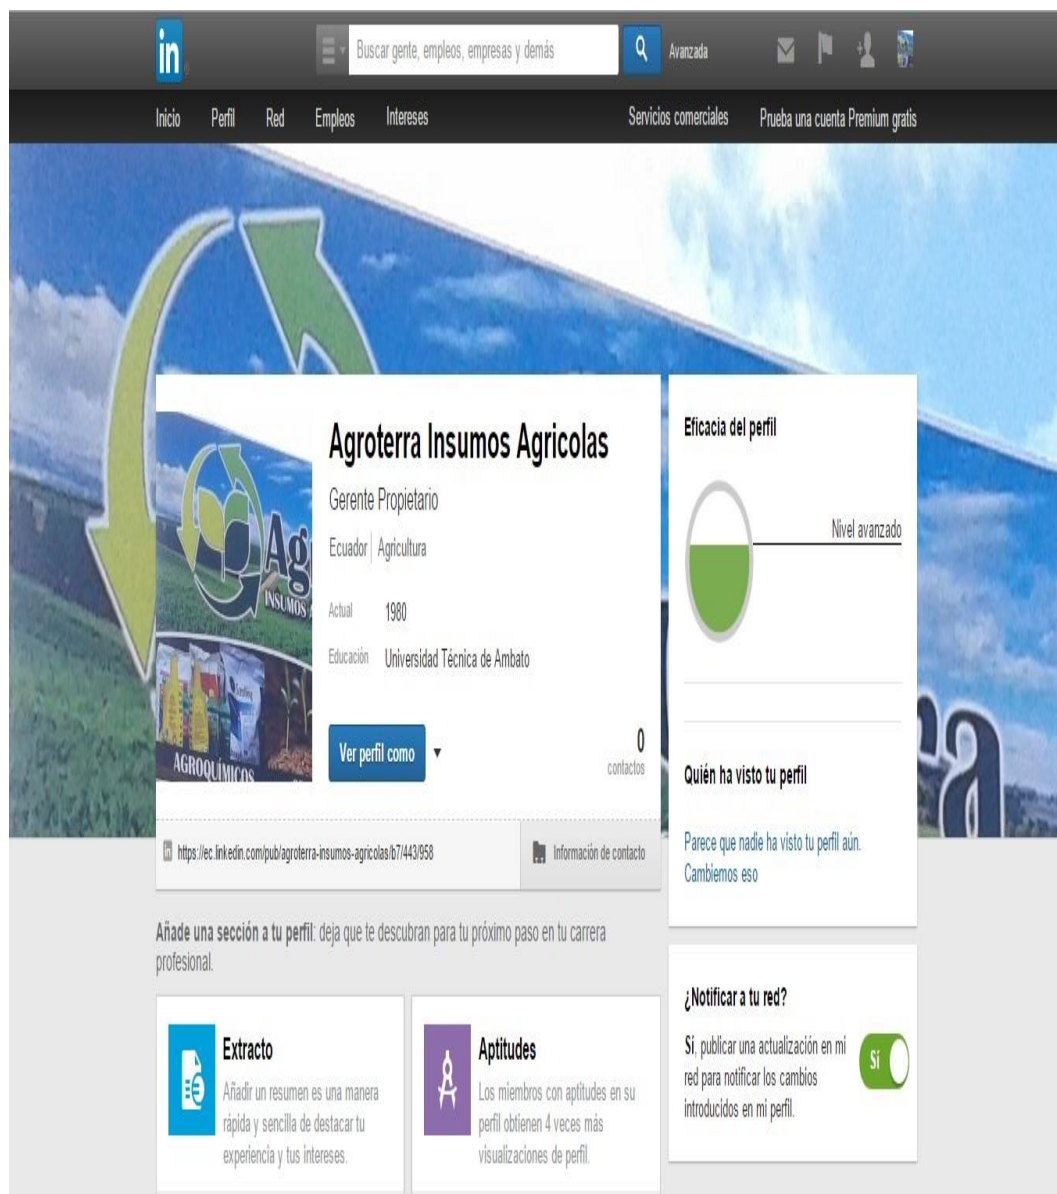 in
Buscar gente, empleos, empresas y demás
Avanzada
Inicio Perfil Red Empleos Intereses Servicios comerciales Prueba una cuenta Premium gratis
Agroterra Insumos Agricolas
Gerente Propietario
Ecuador Agricultura
Actual 1980
Educación Universidad Técnica de Ambato
Ver perfil como
0
contactos
https://ec.linkedin.com/pub/agroterra-insumos-agricolas/b7/443/958
Información de contacto
Ag
INSUMOS
AGROQUÍMICOS
Eficacia del perfil
Nivel avanzado
Quién ha visto tu perfil
Parece que nadie ha visto tu perfil aún.
Cambiemos eso
ra
Añade una sección a tu perfil: deja que te descubran para tu próximo paso en tu carrera
profesional.
Extracto
Añadir un resumen es una manera
rápida y sencilla de destacar tu
experiencia y tus intereses.
Aptitudes
Los miembros con aptitudes en su
perfil obtienen 4 veces más
visualizaciones de perfil.
¿Notificar a tu red?
Sí, publicar una actualización en mi
red para notificar los cambios
introducidos en mi perfil.
Sí